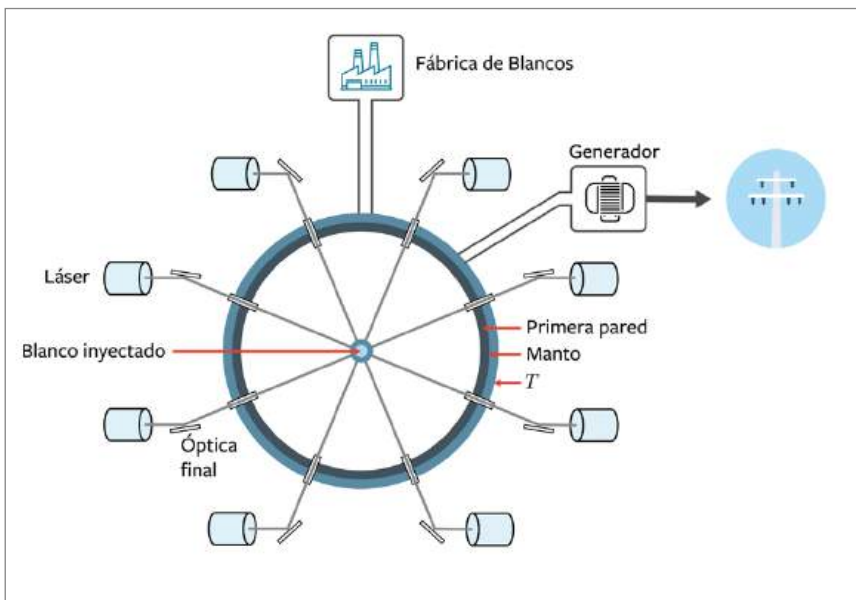 Fábrica de Blancos
Generador
Láser
Primera pared
Blanco inyectado
Manto
T
Óptica
final